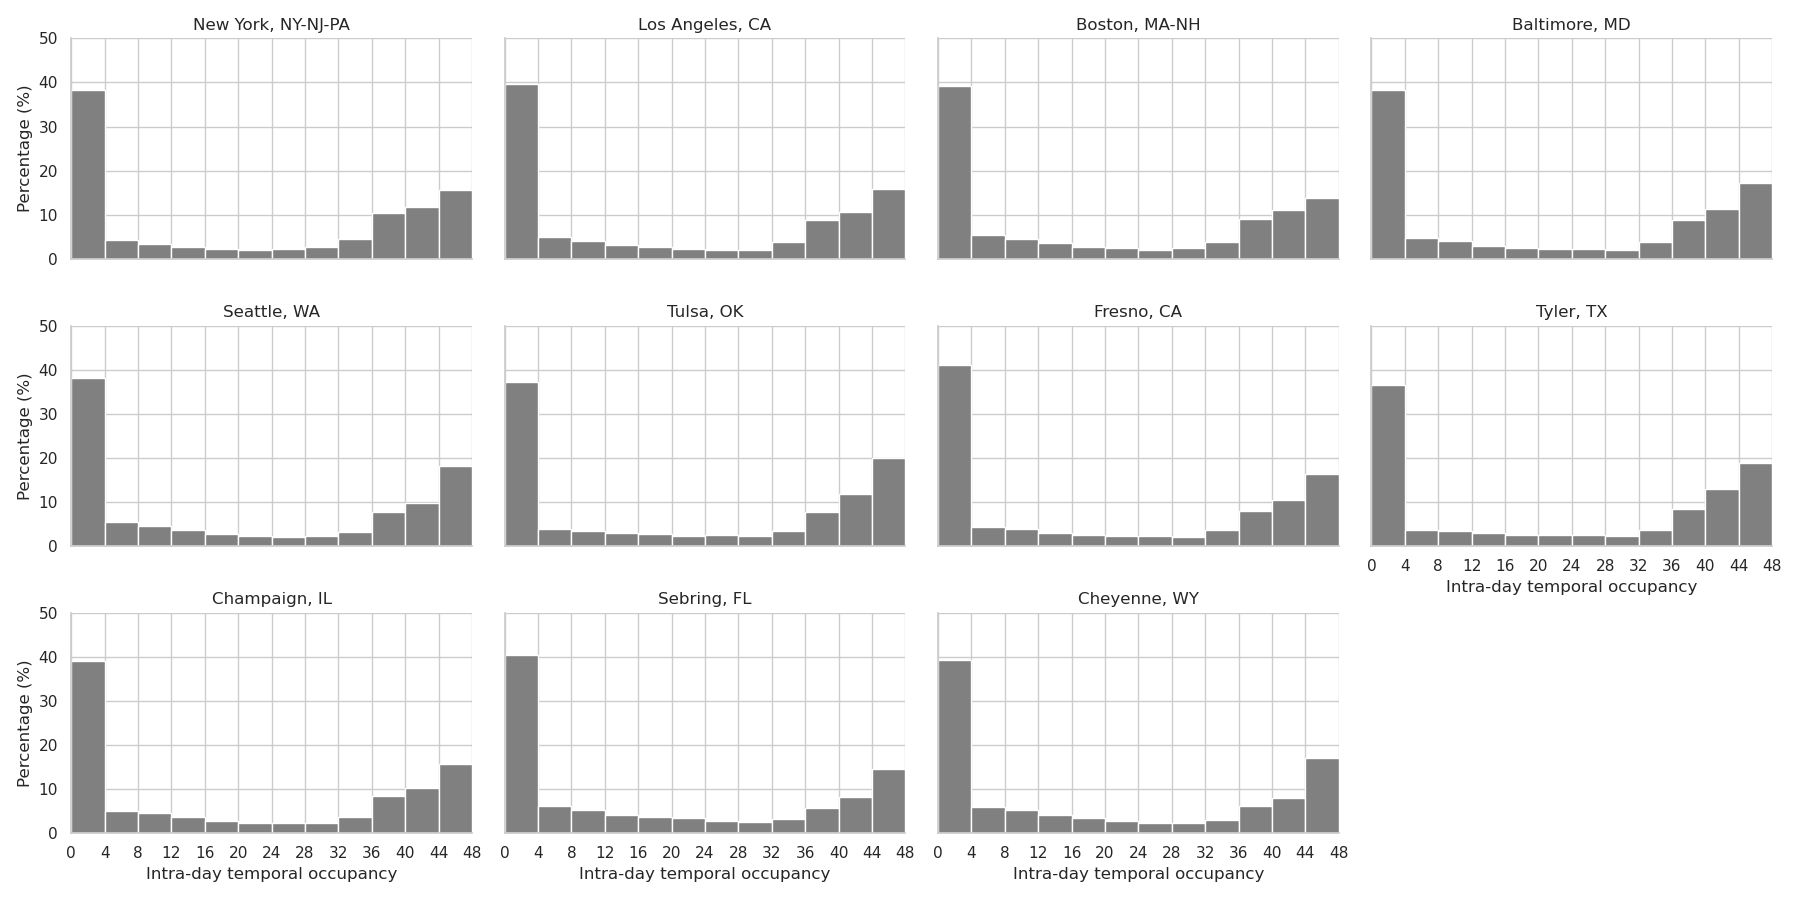 New York, NY-NJ-PA
Los Angeles, CA
Boston, MA-NH
Baltimore, MD
50
40
30
20
10
0
Percentage (%)
Seattle, WA
Tulsa, OK
Fresno, CA
Tyler, TX
50
40
30
20
10
0
Percentage (%)
0 4 8 12 16 20 24 28 32 36 40 44 48
Intra-day temporal occupancy
Champaign, IL
Sebring, FL
Cheyenne, WY
50
40
30
20
10
0
Percentage (%)
0 4 8 12 16 20 24 28 32 36 40 44 48
Intra-day temporal occupancy
0 4 8 12 16 20 24 28 32 36 40 44 48
Intra-day temporal occupancy
0 4 8 12 16 20 24 28 32 36 40 44 48
Intra-day temporal occupancy